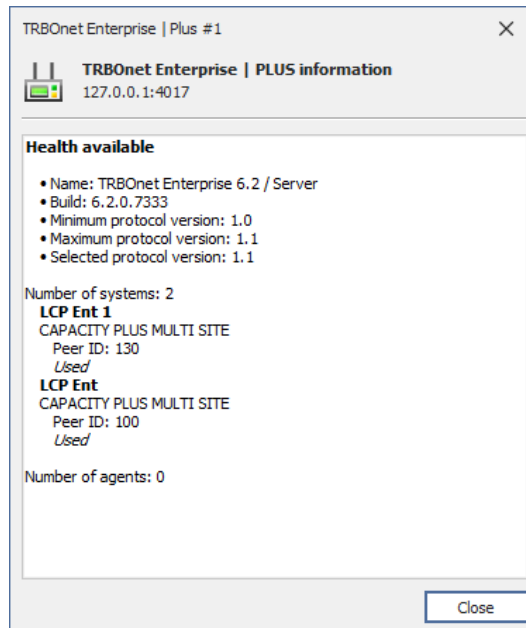 TRBOnet Enterprise | Plus #1
TRBOnet Enterprise | PLUS information
127.0.0.1:4017
Health available
• Name: TRBOnet Enterprise 6.2 / Server
• Build: 6.2.0.7333
• Minimum protocol version: 1.0
• Maximum protocol version: 1.1
• Selected protocol version: 1.1
Number of systems: 2
LCP Ent 1
CAPACITY PLUS MULTI SITE
Peer ID: 130
Used
LCP Ent
CAPACITY PLUS MULTI SITE
Peer ID: 100
Used
Number of agents: 0
Close